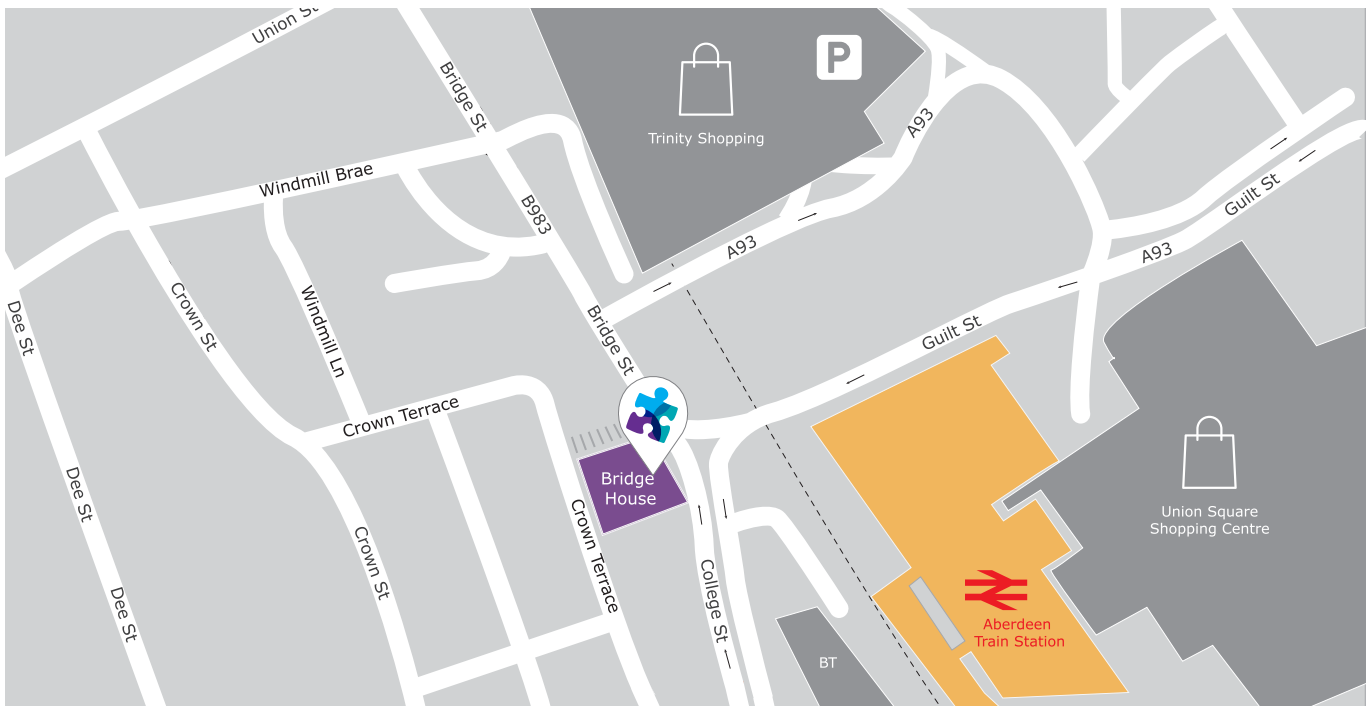 Union St
Bridge St
P
Trinity Shopping
A93
Windmill Brae
B983
Guilt St
A93
A93
Crown St
Windmill Ln
Dee St
Bridge St
Guilt St
Crown Terrace
Bridge
House
Union Square
Shopping Centre
Dee St
Crown St
Crown Terrace
College St
Dee St
Aberdeen
Train Station
BT